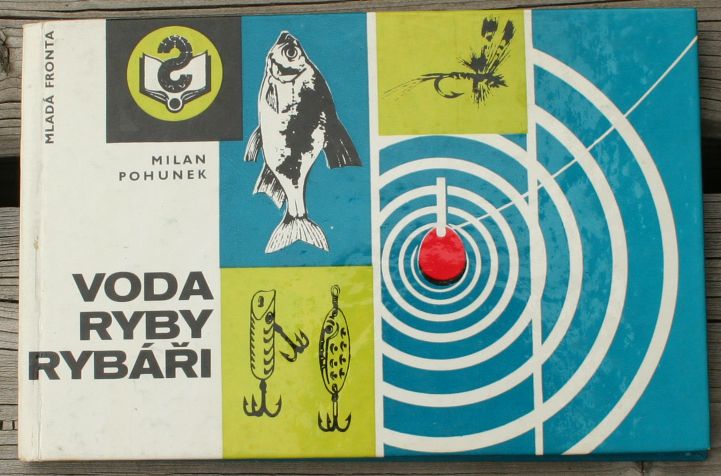 MLADÁ FRONTA
MILAN
POHUNEK
VODA
RYBY
RYBÁŘI